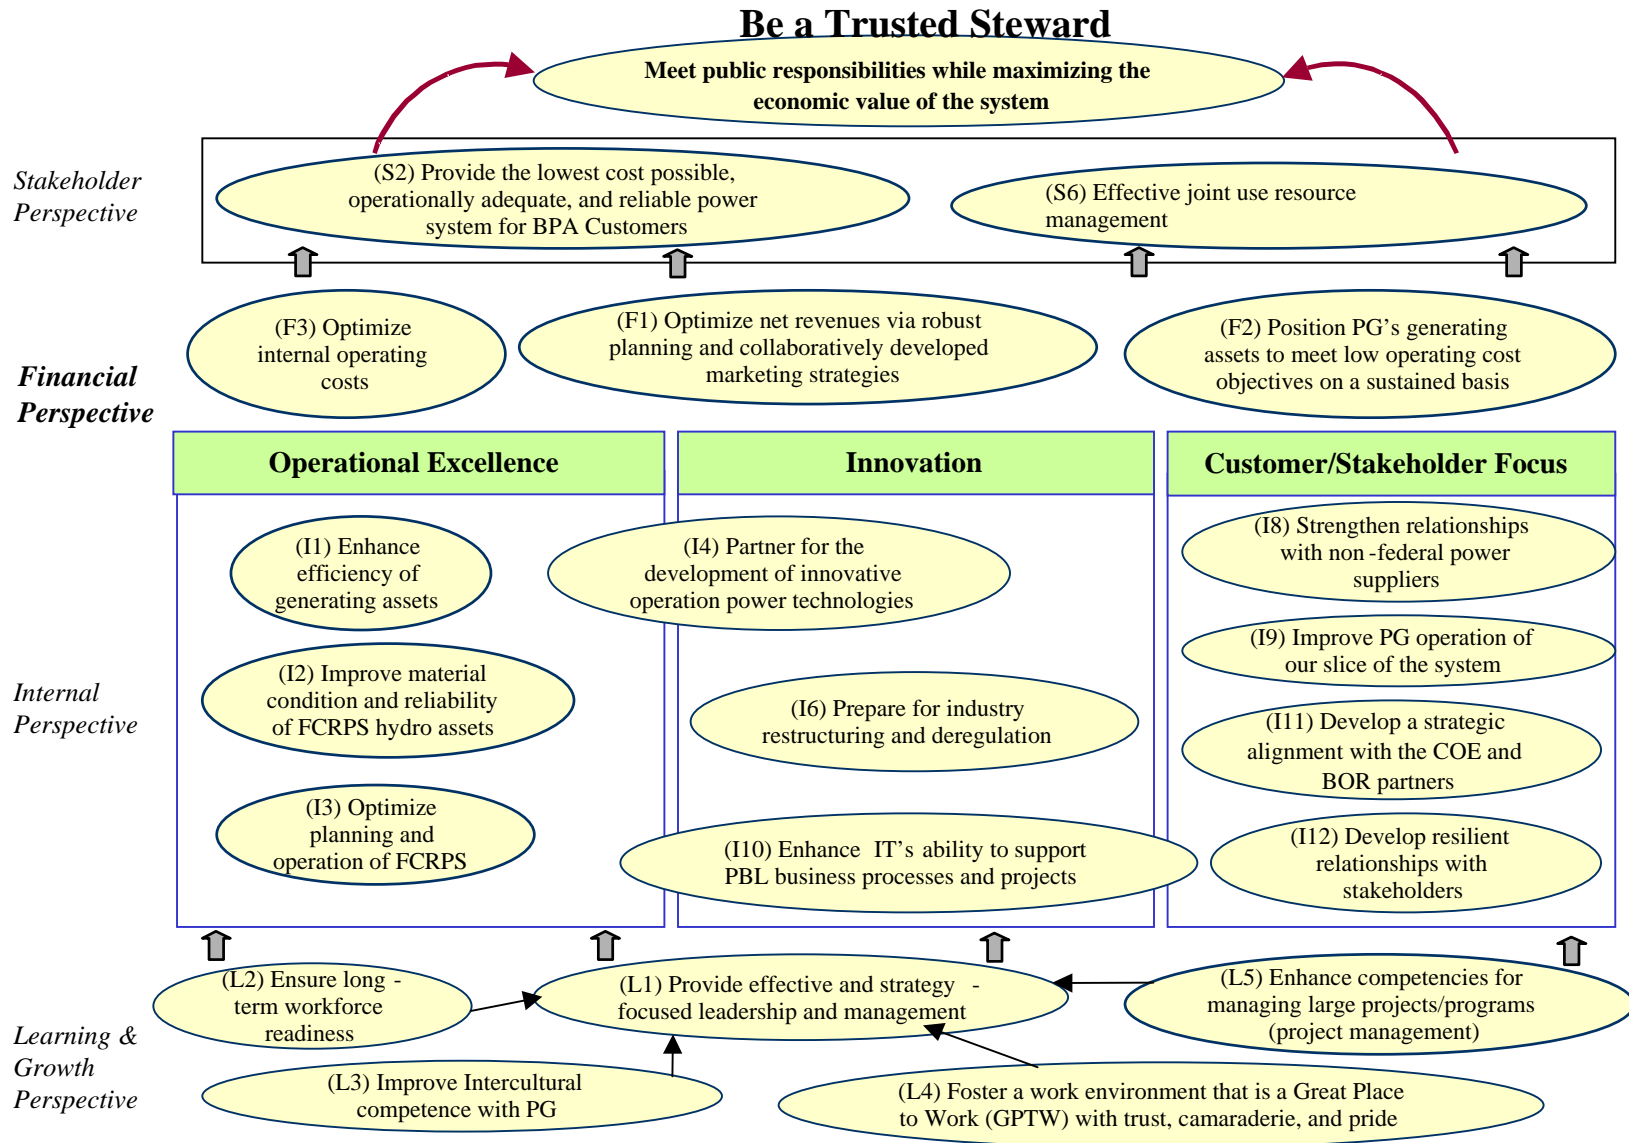 Be a Trusted Steward
Meet public responsibilities while maximizing the
economic value of the system
Stakeholder
Perspective
(S2) Provide the lowest cost possible,
operationally adequate, and reliable power
system for BPA Customers
(S6) Effective joint use resource
management
Financial
Perspective
(F3) Optimize
internal operating
costs
(F1) Optimize net revenues via robust
planning and collaboratively developed
marketing strategies
(F2) Position PG’s generating
assets to meet low operating cost
objectives on a sustained basis
Operational Excellence
Innovation
Customer/Stakeholder Focus
Internal
Perspective
(I1) Enhance
efficiency of
generating assets
(I2) Improve material
condition and reliability
of FCRPS hydro assets
(I3) Optimize
planning and
operation of FCRPS
(I4) Partner for the
development of innovative
operation power technologies
(I6) Prepare for industry
restructuring and deregulation
(I10) Enhance IT’s ability to support
PBL business processes and projects
(I8) Strengthen relationships
with non -federal power
suppliers
(I9) Improve PG operation of
our slice of the system
(I11) Develop a strategic
alignment with the COE and
BOR partners
(I12) Develop resilient
relationships with
stakeholders
Learning &
Growth
Perspective
(L2) Ensure long -
term workforce
readiness
(L1) Provide effective and strategy -
focused leadership and management
(L5) Enhance competencies for
managing large projects/programs
(project management)
(L3) Improve Intercultural
competence with PG
(L4) Foster a work environment that is a Great Place
to Work (GPTW) with trust, camaraderie, and pride